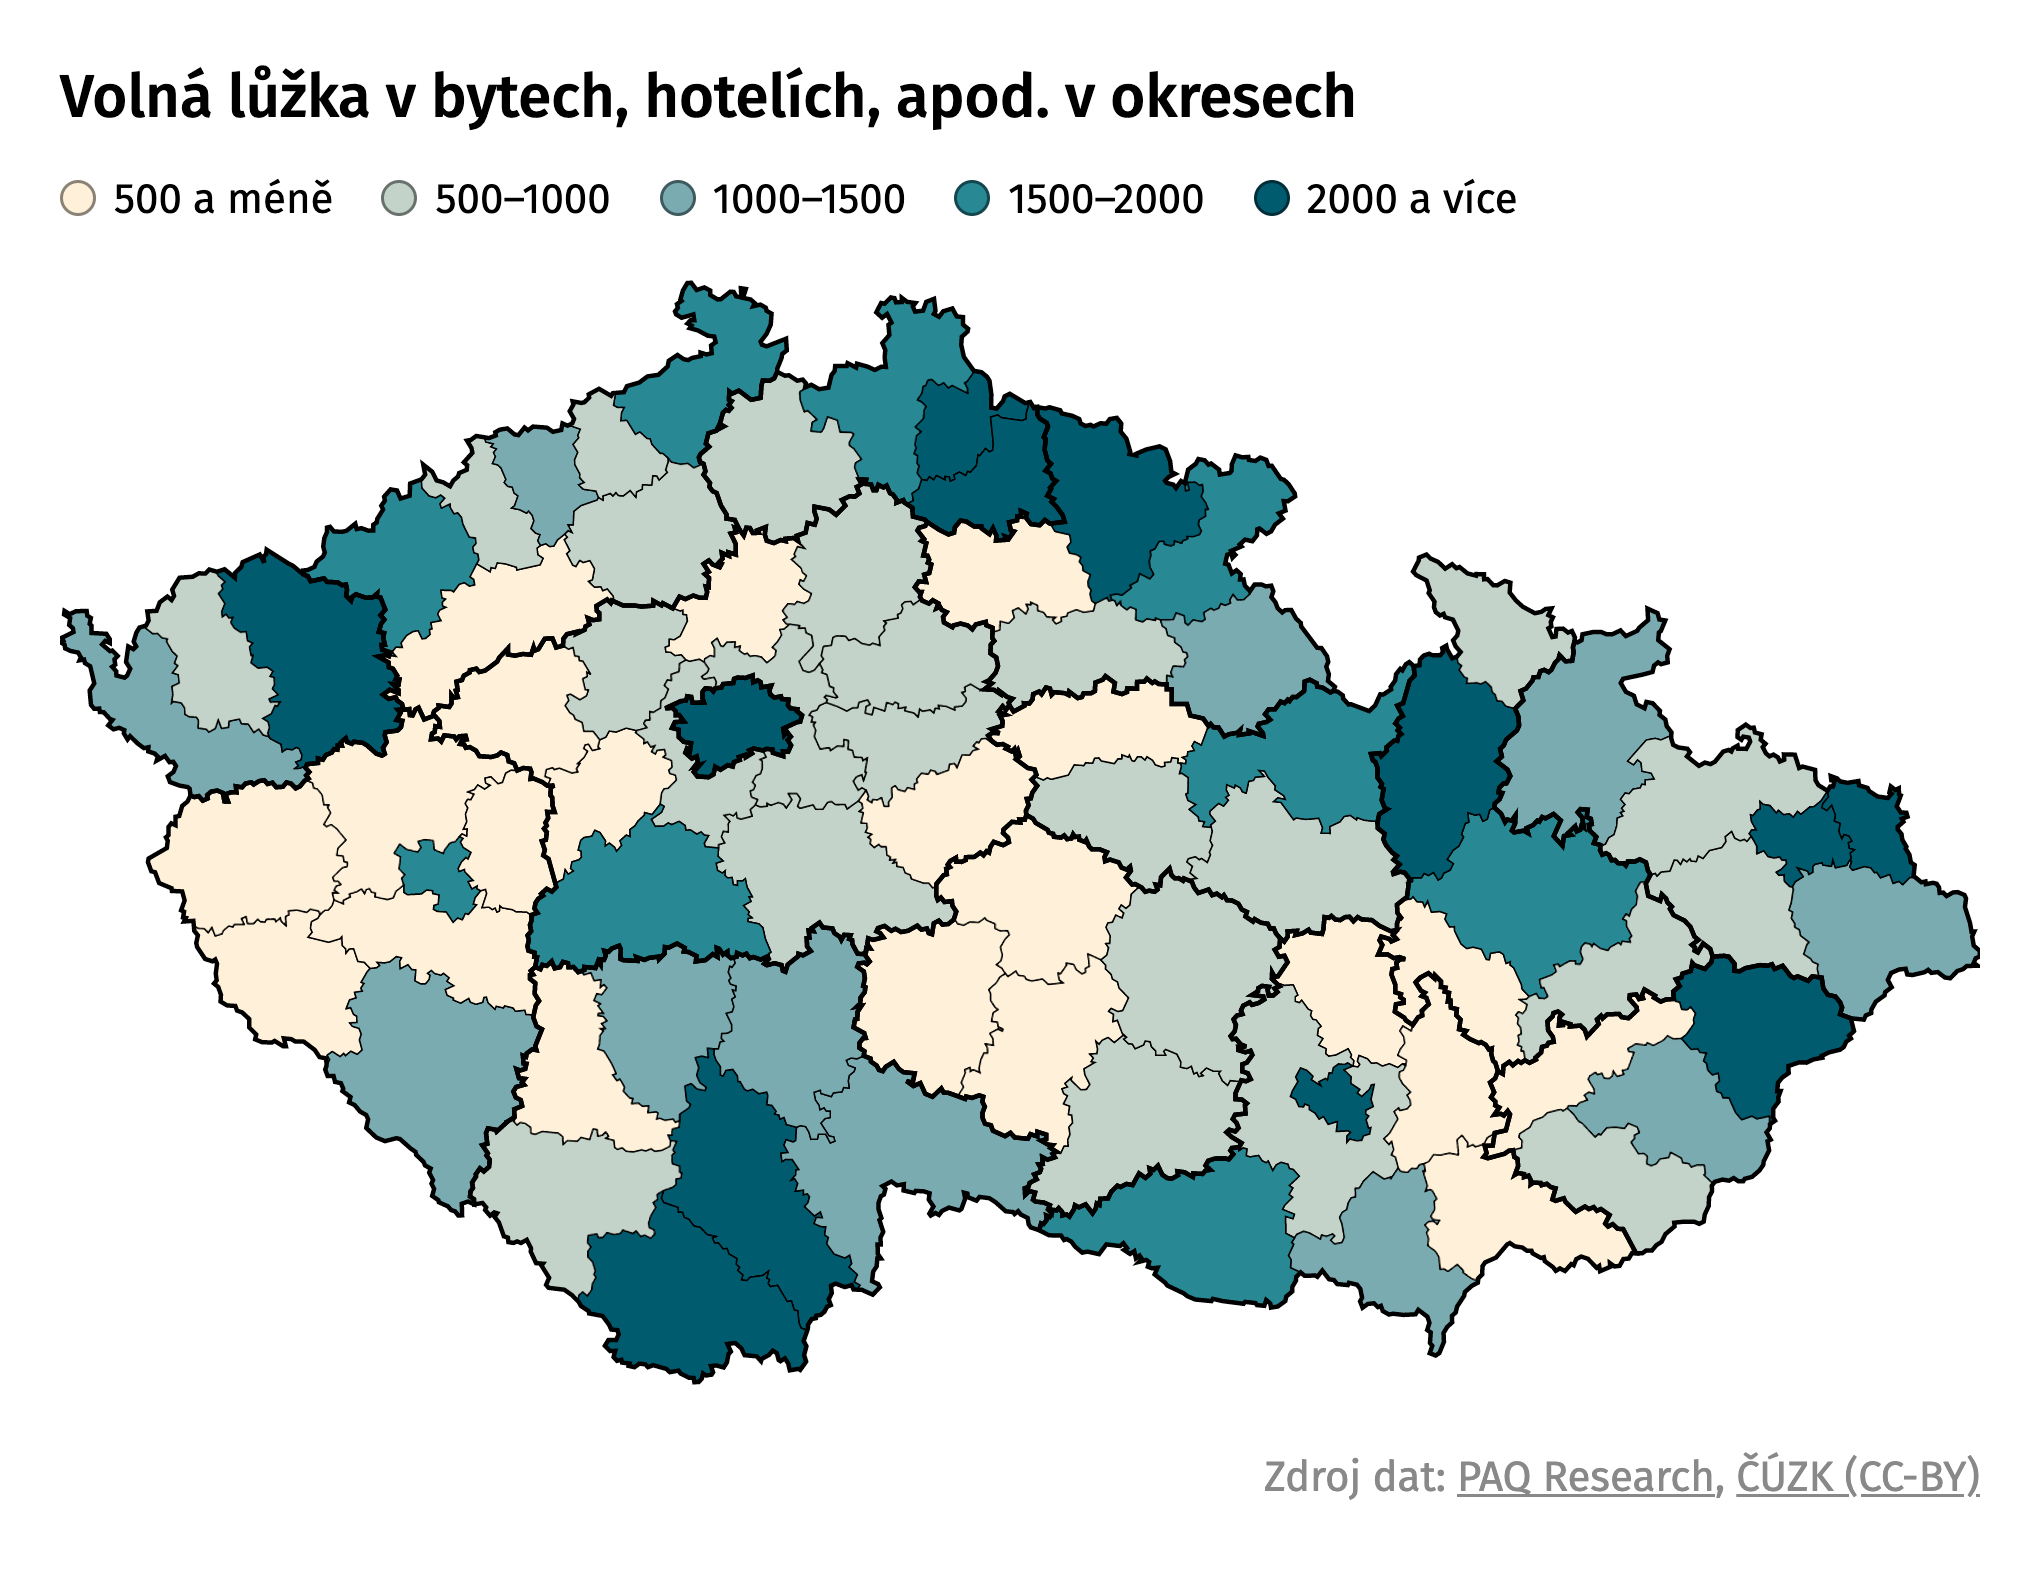 Volná lůžka v bytech, hotelích, apod. v okresech
500 a méně 500–1000 1000–1500 1500–2000 2000 a více
Zdroj dat: PAQ Research, ČÚZK (CC-BY)